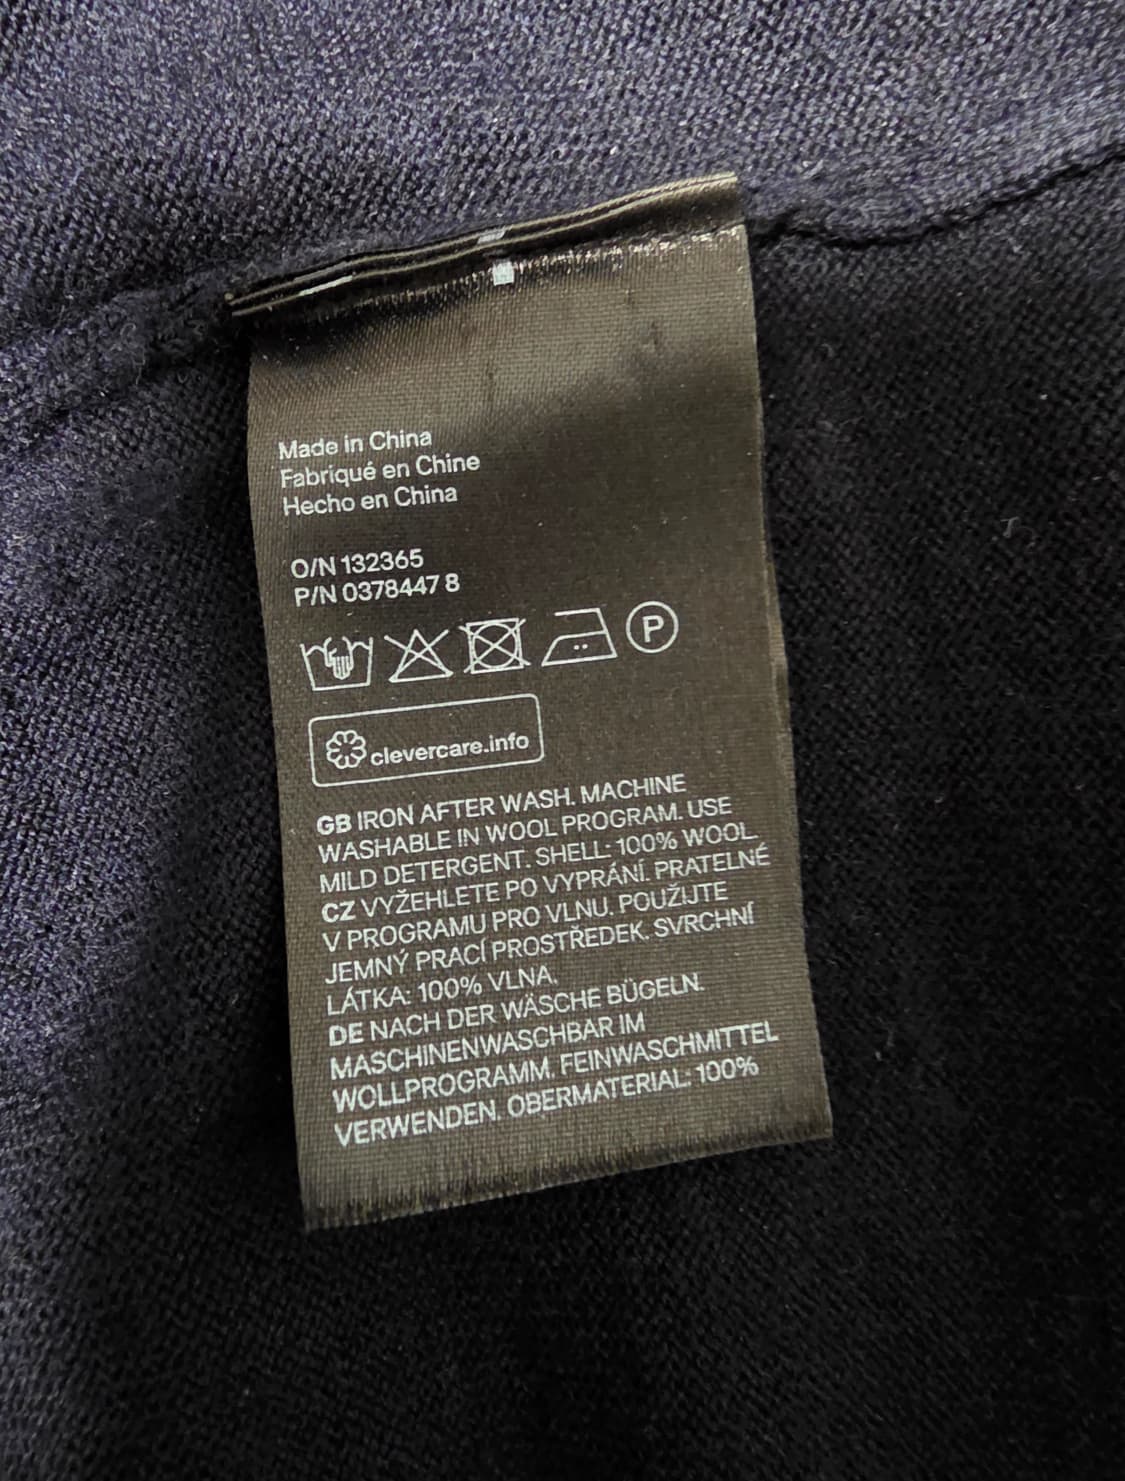 Made in China
Fabriqué en Chine
Hecho en China
O/N 132365
P/N 0378447 8
P
clevercare.info
GB IRON AFTER WASH. MACHINE
WASHABLE IN WOOL PROGRAM. USE
MILD DETERGENT. SHELL: 100% WOOL.
CZ VYŽEHLETE PO VYPRÁNÍ. PRATELNÉ
V PROGRAMU PRO VLNU. POUŽIJTE
JEMNÝ PRACÍ PROSTŘEDEK. SVRCHNÍ
LÁTKA: 100% VLNA.
DE NACH DER WÄSCHE BÜGELN.
MASCHINENWASCHBAR IM
WOLLPROGRAMM. FEINWASCHMITTEL
VERWENDEN. OBERMATERIAL: 100%